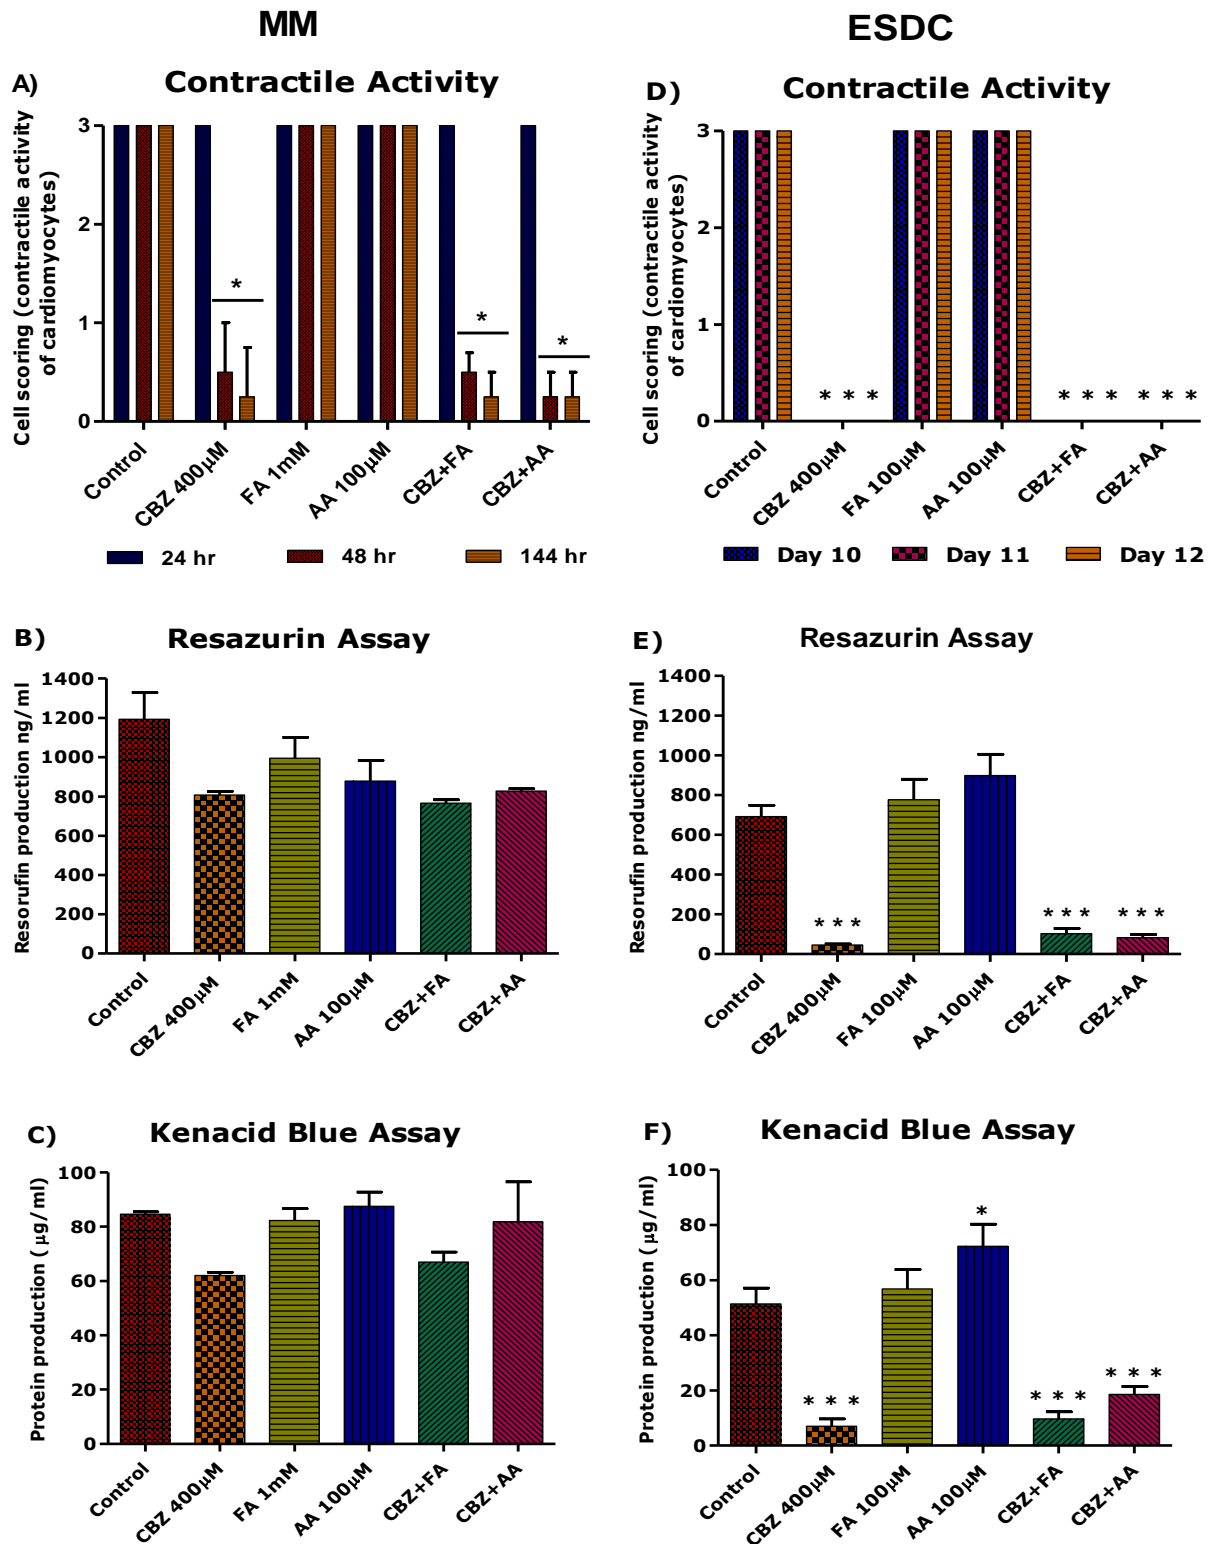 MM
ESDC
A)
Contractile Activity
Cell scoring (contractile activity
of cardiomyocytes)
3
2
1
0
*
*
*
Control
CBZ 400µM
FA 1mM
AA 100µM
CBZ+FA
CBZ+AA
24 hr
48 hr
144 hr
D)
Contractile Activity
Cell scoring (contractile activity
of cardiomyocytes)
3
2
1
0
* * *
* * *
* * *
Control
CBZ 400µM
FA 100µM
AA 100µM
CBZ+FA
CBZ+AA
Day 10
Day 11
Day 12
B)
Resazurin Assay
Resorufin production ng/ml
1400
1200
1000
800
600
400
200
0
Control
CBZ 400µM
FA 1mM
AA 100µM
CBZ+FA
CBZ+AA
E)
Resazurin Assay
Resorufin production ng/ml
1400
1200
1000
800
600
400
200
0
* * *
* * *
* * *
Control
CBZ 400µM
FA 100µM
AA 100µM
CBZ+FA
CBZ+AA
C)
Kenacid Blue Assay
Protein production ( µg/ml)
100
80
60
40
20
0
Control
CBZ 400µM
FA 1mM
AA 100µM
CBZ+FA
CBZ+AA
F)
Kenacid Blue Assay
Protein production ( µg/ml)
100
80
60
40
20
0
* * *
*
* * *
* * *
Control
CBZ 400µM
FA 100µM
AA 100µM
CBZ+FA
CBZ+AA